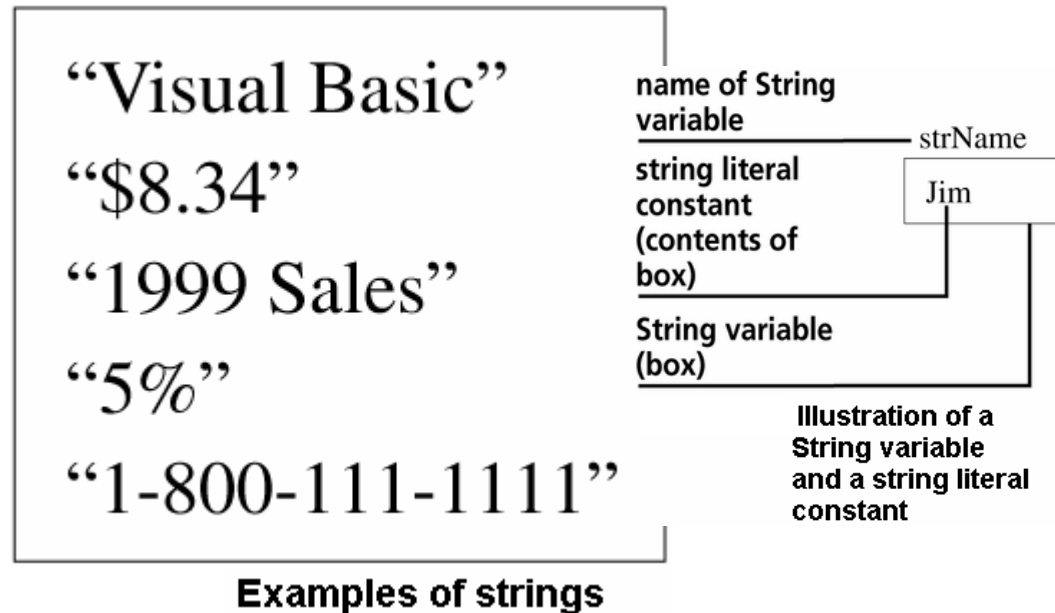 “Visual Basic”
“$8.34”
“1999 Sales”
“5%”
“1-800-111-1111”
Examples of strings
name of String
variable
strName
string literal
constant
(contents of
box)
Jim
String variable
(box)
Illustration of a
String variable
and a string literal
constant